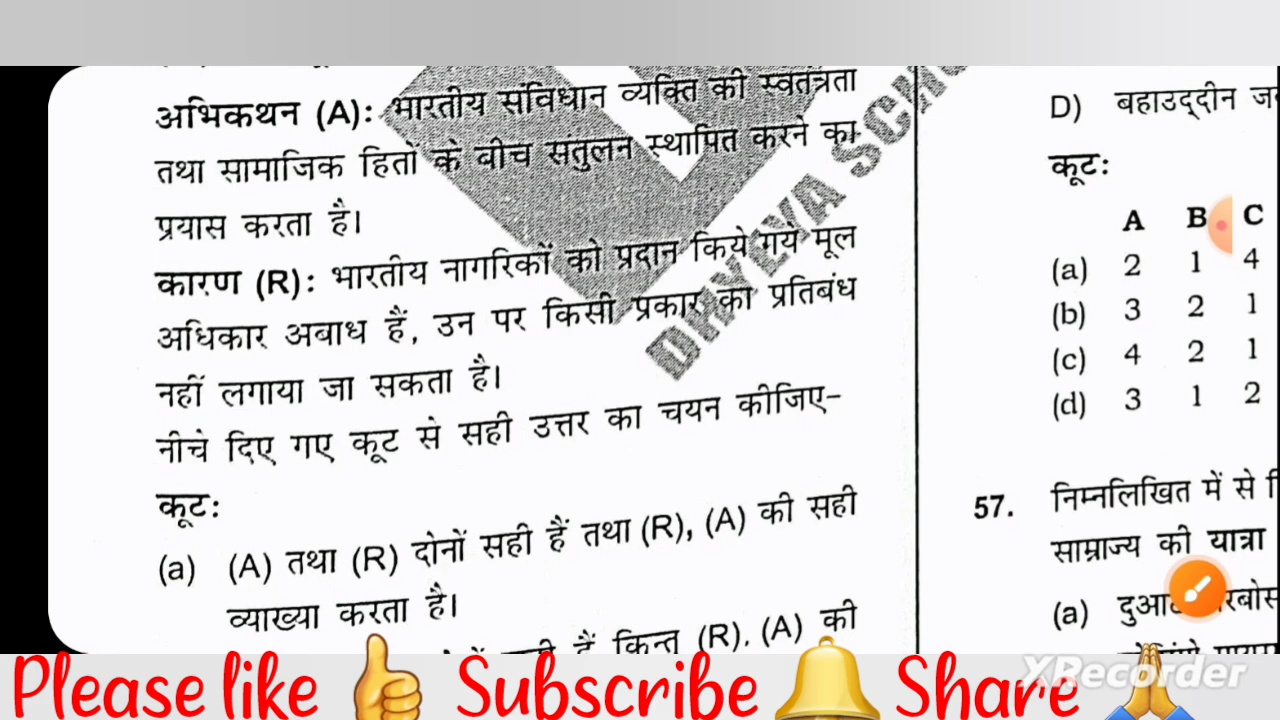 अभिकथन (A): भारतीय संविधान व्यक्ति की स्वतंत्रता
तथा सामाजिक हितों के बीच संतुलन स्थापित करने का
प्रयास करता है।
कारण (R): भारतीय नागरिकों को प्रदान किये गये मूल
अधिकार अबाध हैं, उन पर किसी प्रकार का प्रतिबंध
नहीं लगाया जा सकता है।
नीचे दिए गए कूट से सही उत्तर का चयन कीजिए-
कूट:
(a) (A) तथा (R) दोनों सही हैं तथा (R), (A) की सही
व्याख्या करता है।
हैं किन्तु (R), (A) की
DHYEYA
D) बहाउद्दीन
कूट:
A B C
(a) 2 1 4
(b) 3 2 1
(c) 4 2 1
(d) 3 1 2
57. निम्नलिखित में से
साम्राज्य की यात्रा
(a)
Please like Subscribe Share
XRecorder